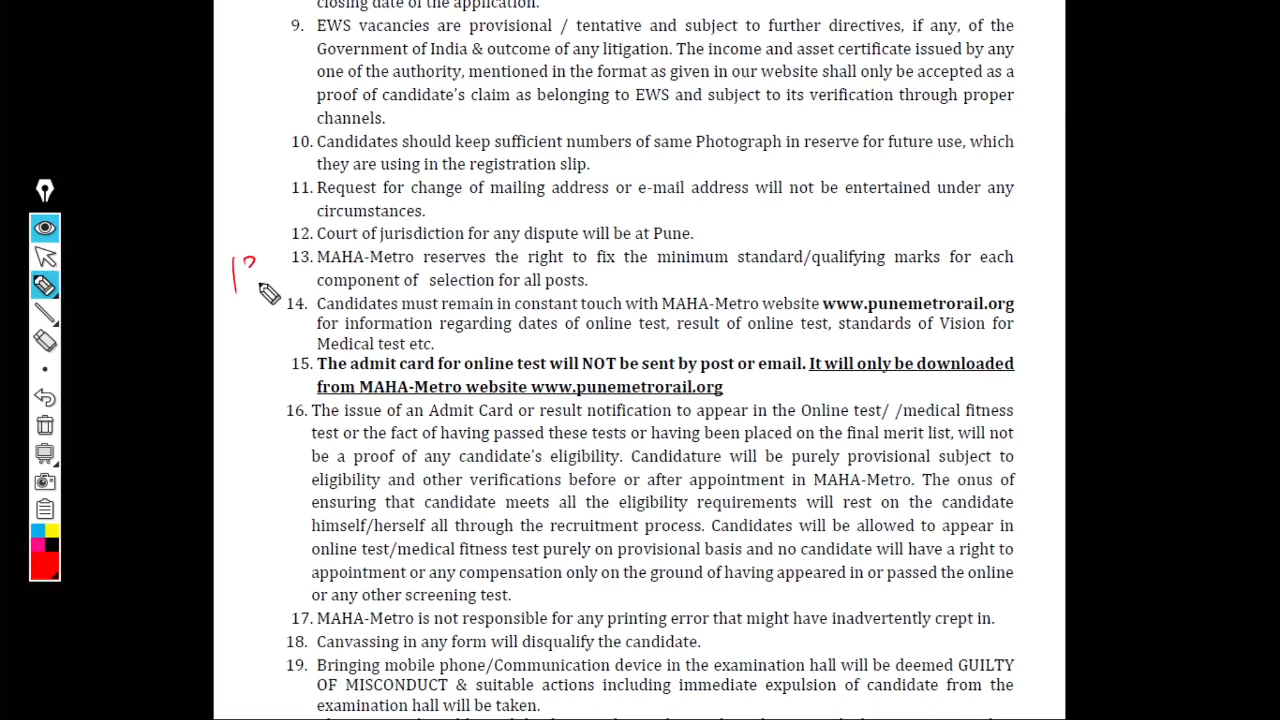 closing date of the application.
9. EWS vacancies are provisional / tentative and subject to further directives, if any, of the
Government of India & outcome of any litigation. The income and asset certificate issued by any
one of the authority, mentioned in the format as given in our website shall only be accepted as a
proof of candidate's claim as belonging to EWS and subject to its verification through proper
channels.
10. Candidates should keep sufficient numbers of same Photograph in reserve for future use, which
they are using in the registration slip.
11. Request for change of mailing address or e-mail address will not be entertained under any
circumstances.
12. Court of jurisdiction for any dispute will be at Pune.
13. MAHA-Metro reserves the right to fix the minimum standard/qualifying marks for each
component of selection for all posts.
14. Candidates must remain in constant touch with MAHA-Metro website www.punemetrorail.org
for information regarding dates of online test, result of online test, standards of Vision for
Medical test etc.
15. The admit card for online test will NOT be sent by post or email. It will only be downloaded
from MAHA-Metro website www.punemetrorail.org
16. The issue of an Admit Card or result notification to appear in the Online test/ /medical fitness
test or the fact of having passed these tests or having been placed on the final merit list, will not
be a proof of any candidate's eligibility. Candidature will be purely provisional subject to
eligibility and other verifications before or after appointment in MAHA-Metro. The onus of
ensuring that candidate meets all the eligibility requirements will rest on the candidate
himself/herself all through the recruitment process. Candidates will be allowed to appear in
online test/medical fitness test purely on provisional basis and no candidate will have a right to
appointment or any compensation only on the ground of having appeared in or passed the online
or any other screening test.
17. MAHA-Metro is not responsible for any printing error that might have inadvertently crept in.
18. Canvassing in any form will disqualify the candidate.
19. Bringing mobile phone/Communication device in the examination hall will be deemed GUILTY
OF MISCONDUCT & suitable actions including immediate expulsion of candidate from the
examination hall will be taken.